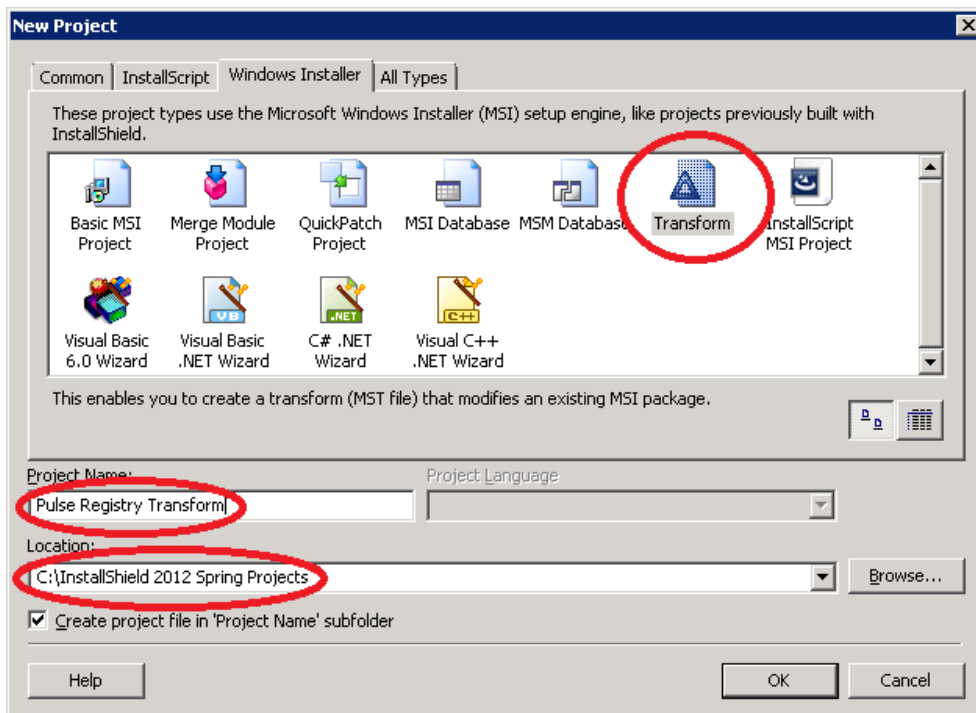 New Project
Common InstallScript Windows Installer All Types
These project types use the Microsoft Windows Installer (MSI) setup engine, like projects previously built with
InstallShield.
Basic MSI Merge Module QuickPatch MSI Database MSM Database Transform InstallScript
Project Project Project MSI Project
VB .NET C++
Visual Basic Visual Basic C# .NET Visual C++
6.0 Wizard .NET Wizard Wizard .NET Wizard
This enables you to create a transform (MST file) that modifies an existing MSI package.
Project Name: Project Language
Pulse Registry Transform
Location:
C:\InstallShield 2012 Spring Projects Browse...
Create project file in 'Project Name' subfolder
Help OK Cancel